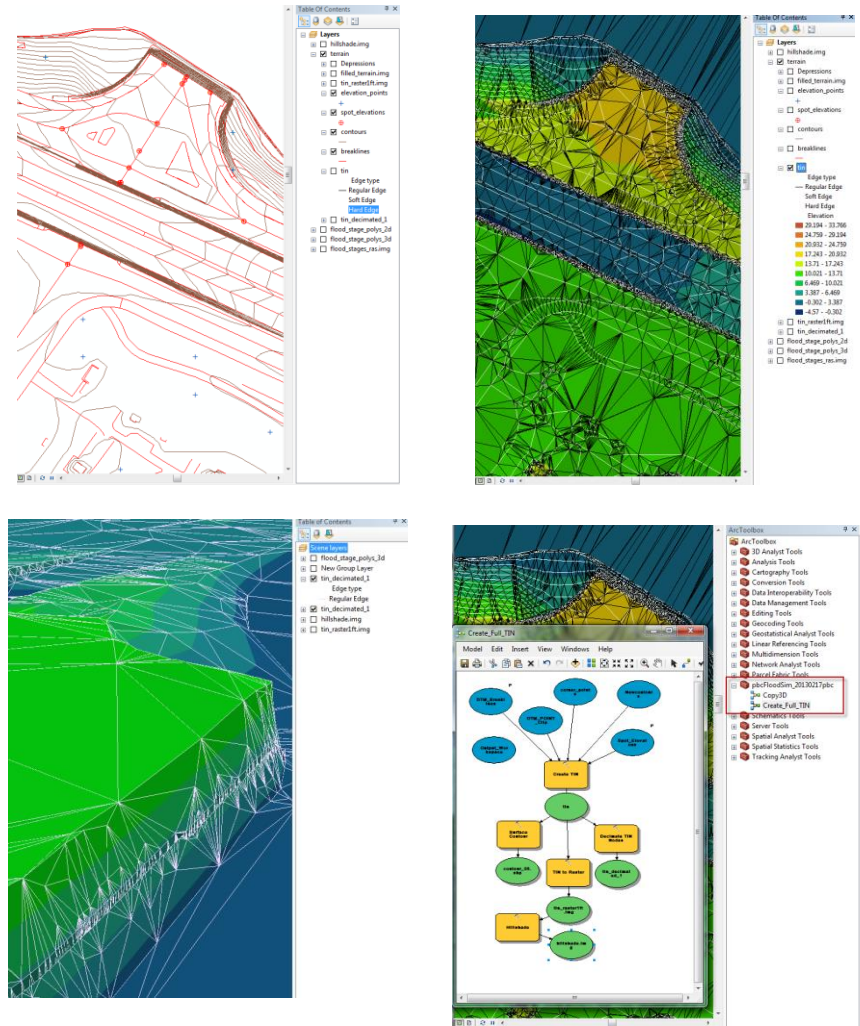 Table Of Contents
Layers
hillshade.img
terrain
Depressions
filled_terrain.img
tin_raster1ft.img
elevation_points
spot_elevations
contours
breaklines
tin
Edge type
Regular Edge
Soft Edge
Hard Edge
tin_decimated_1
flood_stage_polys_2d
flood_stage_polys_3d
flood_stages_ras.img
Table Of Contents
Layers
hillshade.img
terrain
Depressions
filled_terrain.img
elevation_points
spot_elevations
contours
breaklines
tin
Edge type
Regular Edge
Soft Edge
Hard Edge
Elevation
29.194 - 33.766
24.759 - 29.194
20.932 - 24.759
17.243 - 20.932
13.71 - 17.243
10.021 - 13.71
6.469 - 10.021
3.387 - 6.469
-0.302 - 3.387
-4.57 - -0.302
tin_raster1ft.img
tin_decimated_1
flood_stage_polys_2d
flood_stage_polys_3d
flood_stages_ras.img
Table Of Contents
Scene layers
flood_stage_polys_3d
New Group Layer
tin_decimated_1
Edge type
Regular Edge
tin_decimated_1
hillshade.img
tin_raster1ft.img
ArcToolbox
ArcToolbox
3D Analyst Tools
Analysis Tools
Cartography Tools
Conversion Tools
Data Interoperability Tools
Data Management Tools
Editing Tools
Geocoding Tools
Geostatistical Analyst Tools
Linear Referencing Tools
Multidimension Tools
Network Analyst Tools
Parcel Fabric Tools
pbcFloodSim_20130217pbc
Copy3D
Create_Full_TIN
Schematics Tools
Server Tools
Spatial Analyst Tools
Spatial Statistics Tools
Tracking Analyst Tools
Create_Full_TIN
Model Edit Insert View Windows Help
P
P
Create TIN
tin
Surface
Contour
Decimate TIN
Nodes
TIN to Raster
tin_raster1ft
.img
Hillshade